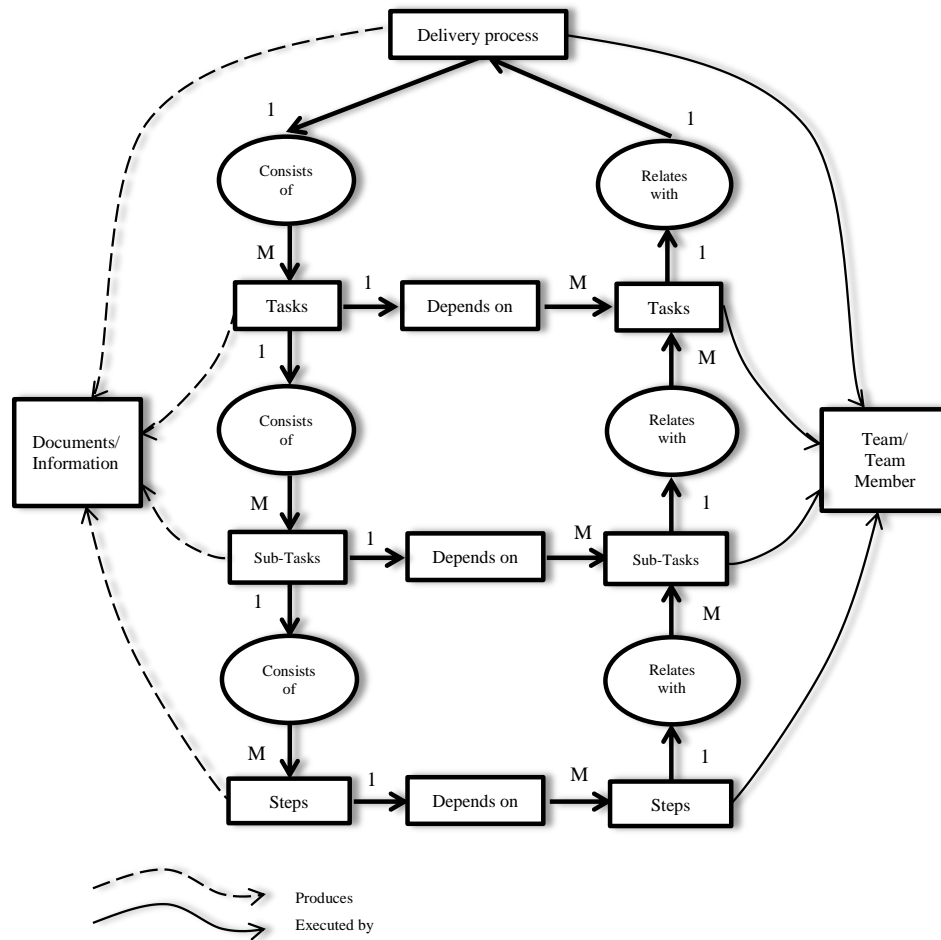 Delivery process
1
1
Consists
of
Relates
with
M
1
Tasks
1
Depends on
M
Tasks
1
M
Documents/
Information
Consists
of
Relates
with
Team/
Team
Member
M
1
Sub-Tasks
1
Depends on
M
Sub-Tasks
1
M
Consists
of
Relates
with
M
1
Steps
1
Depends on
M
Steps
Produces
Executed by